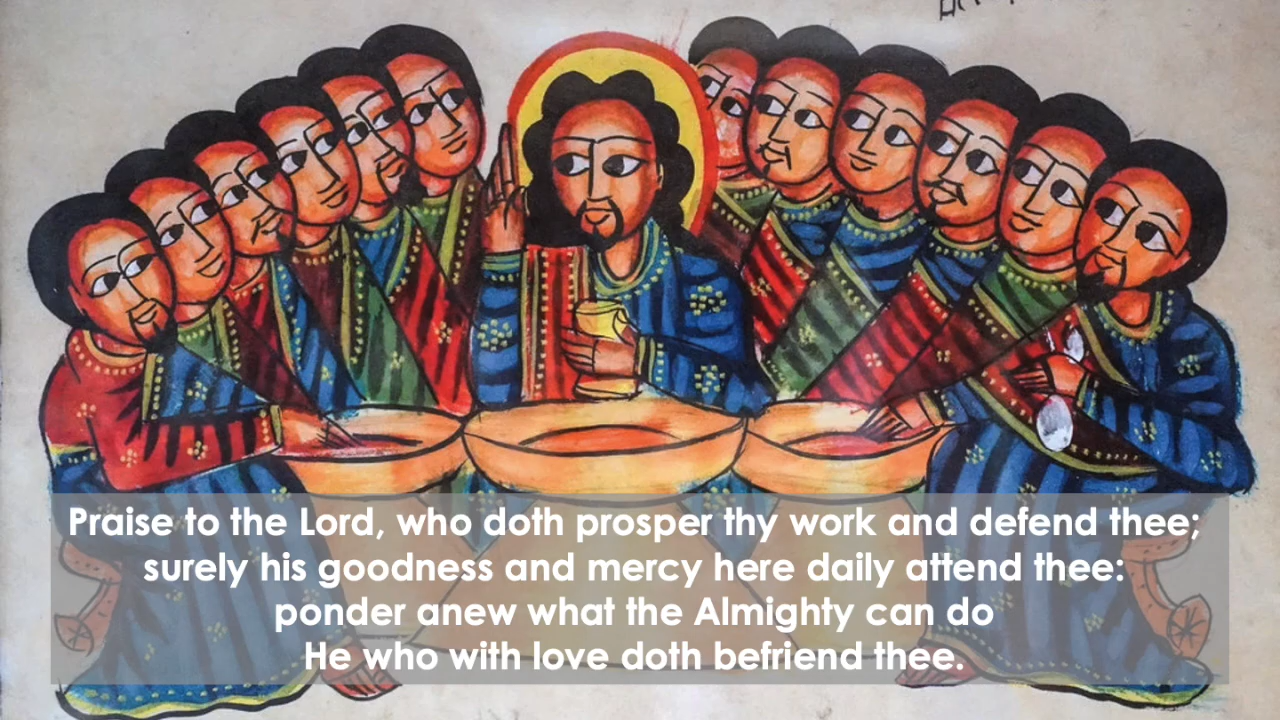 Praise to the Lord, who doth prosper thy work and defend thee;
surely his goodness and mercy here daily attend thee:
ponder anew what the Almighty can do
He who with love doth befriend thee.